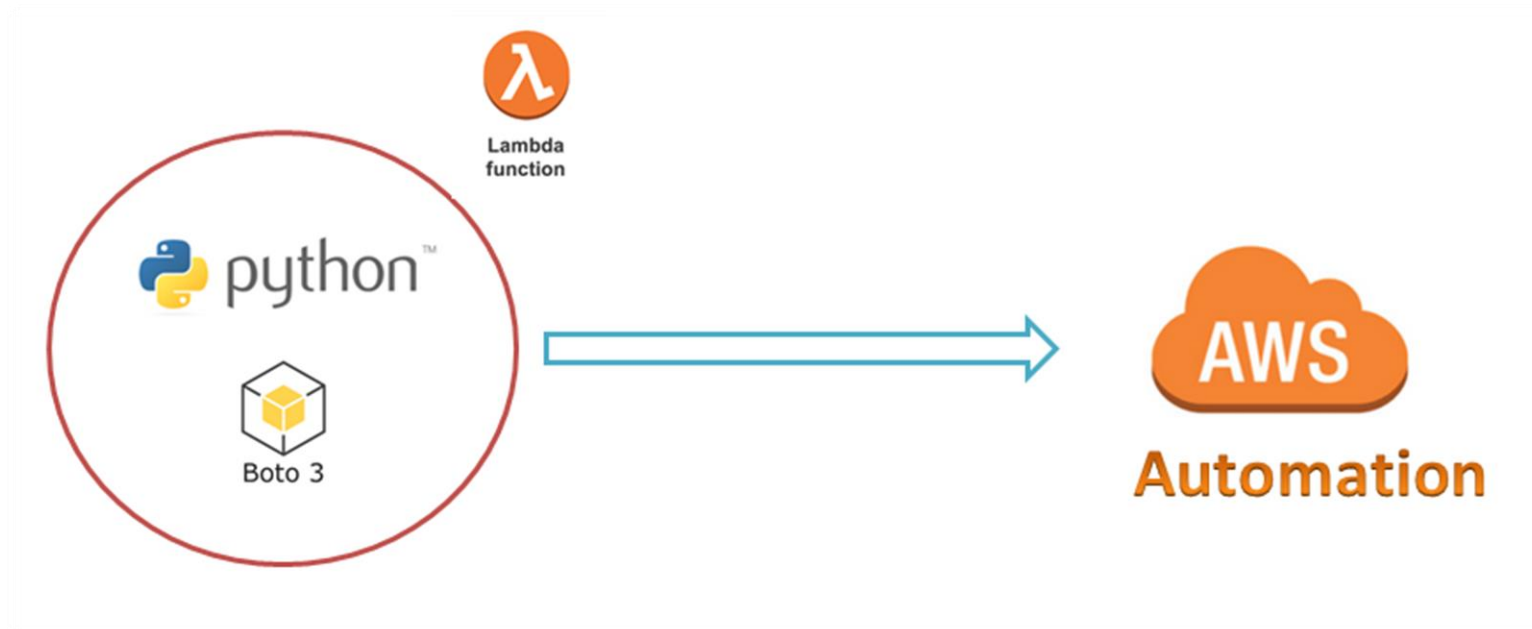 λ
Lambda
function
python™
Boto 3
AWS
Automation